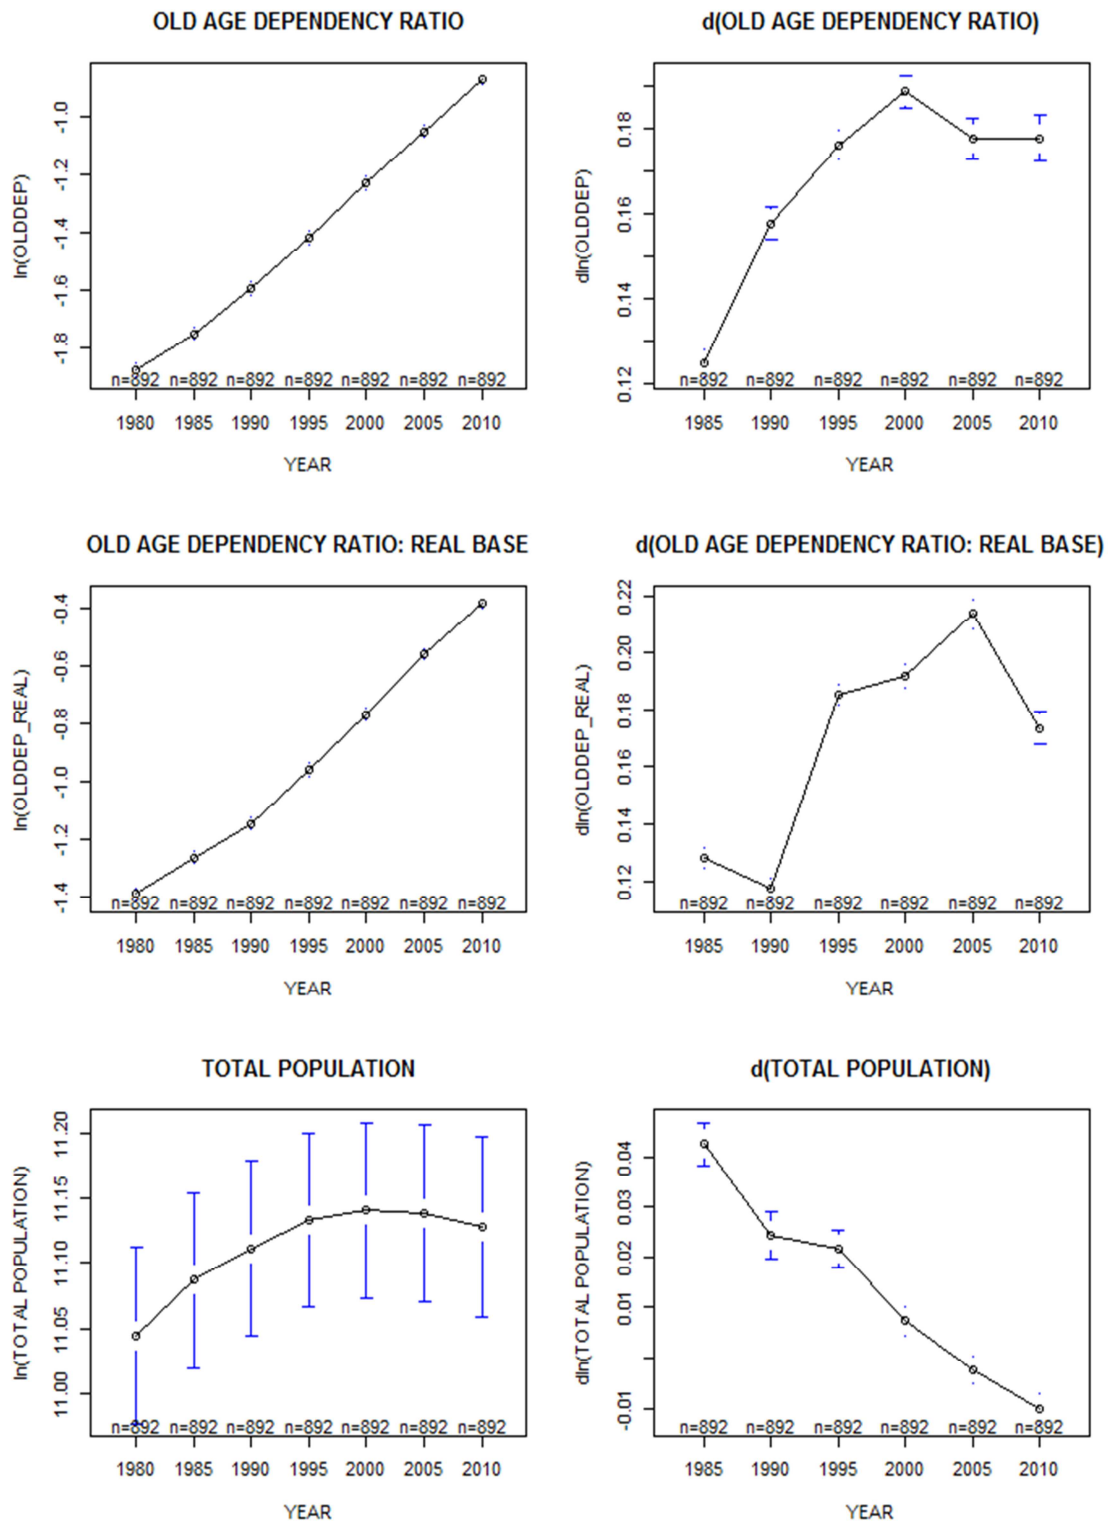 OLD AGE DEPENDENCY RATIO
ln(OLDDEP)
-1.0
-1.2
-1.4
-1.6
-1.8
n=892 n=892 n=892 n=892 n=892 n=892 n=892
1980 1985 1990 1995 2000 2005 2010
YEAR
d(OLD AGE DEPENDENCY RATIO)
dln(OLDDEP)
0.18
0.16
0.14
0.12
n=892 n=892 n=892 n=892 n=892 n=892
1985 1990 1995 2000 2005 2010
YEAR
OLD AGE DEPENDENCY RATIO: REAL BASE
ln(OLDDEP_REAL)
-0.4
-0.6
-0.8
-1.0
-1.2
-1.4
n=892 n=892 n=892 n=892 n=892 n=892 n=892
1980 1985 1990 1995 2000 2005 2010
YEAR
d(OLD AGE DEPENDENCY RATIO: REAL BASE)
dln(OLDDEP_REAL)
0.22
0.20
0.18
0.16
0.14
0.12
n=892 n=892 n=892 n=892 n=892 n=892
1985 1990 1995 2000 2005 2010
YEAR
TOTAL POPULATION
ln(TOTAL POPULATION)
11.20
11.15
11.10
11.05
11.00
n=892 n=892 n=892 n=892 n=892 n=892 n=892
1980 1985 1990 1995 2000 2005 2010
YEAR
d(TOTAL POPULATION)
dln(TOTAL POPULATION)
0.04
0.03
0.02
0.01
-0.01
n=892 n=892 n=892 n=892 n=892 n=892
1985 1990 1995 2000 2005 2010
YEAR